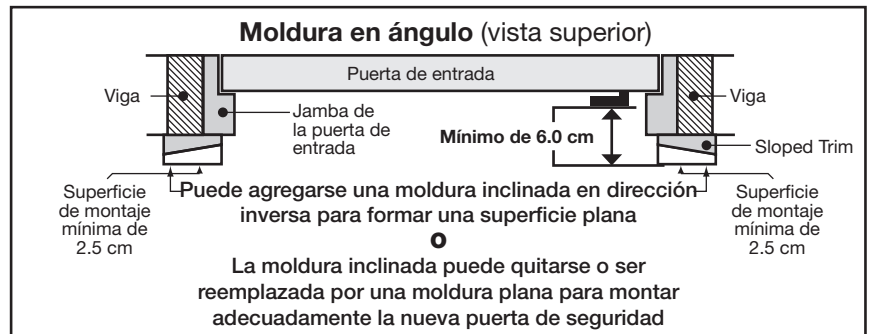 Moldura en ángulo (vista superior)
Puerta de entrada
Viga
Jamba de
la puerta de
entrada
Mínimo de 6.0 cm
Viga
Sloped Trim
Superficie
de montaje
mínima de
2.5 cm
Puede agregarse una moldura inclinada en dirección
inversa para formar una superficie plana
O
La moldura inclinada puede quitarse o ser
reemplazada por una moldura plana para montar
adecuadamente la nueva puerta de seguridad
Superficie
de montaje
mínima de
2.5 cm